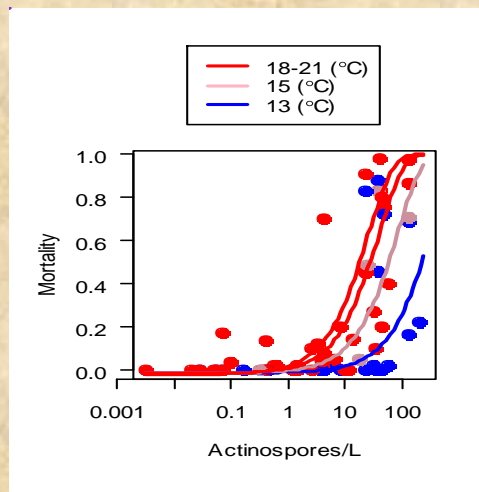 18-21 (°C)
15 (°C)
13 (°C)
1.0
0.8
0.6
0.4
0.2
0.0
Mortality
0.001 0.1 1 10 100
Actinospores/L